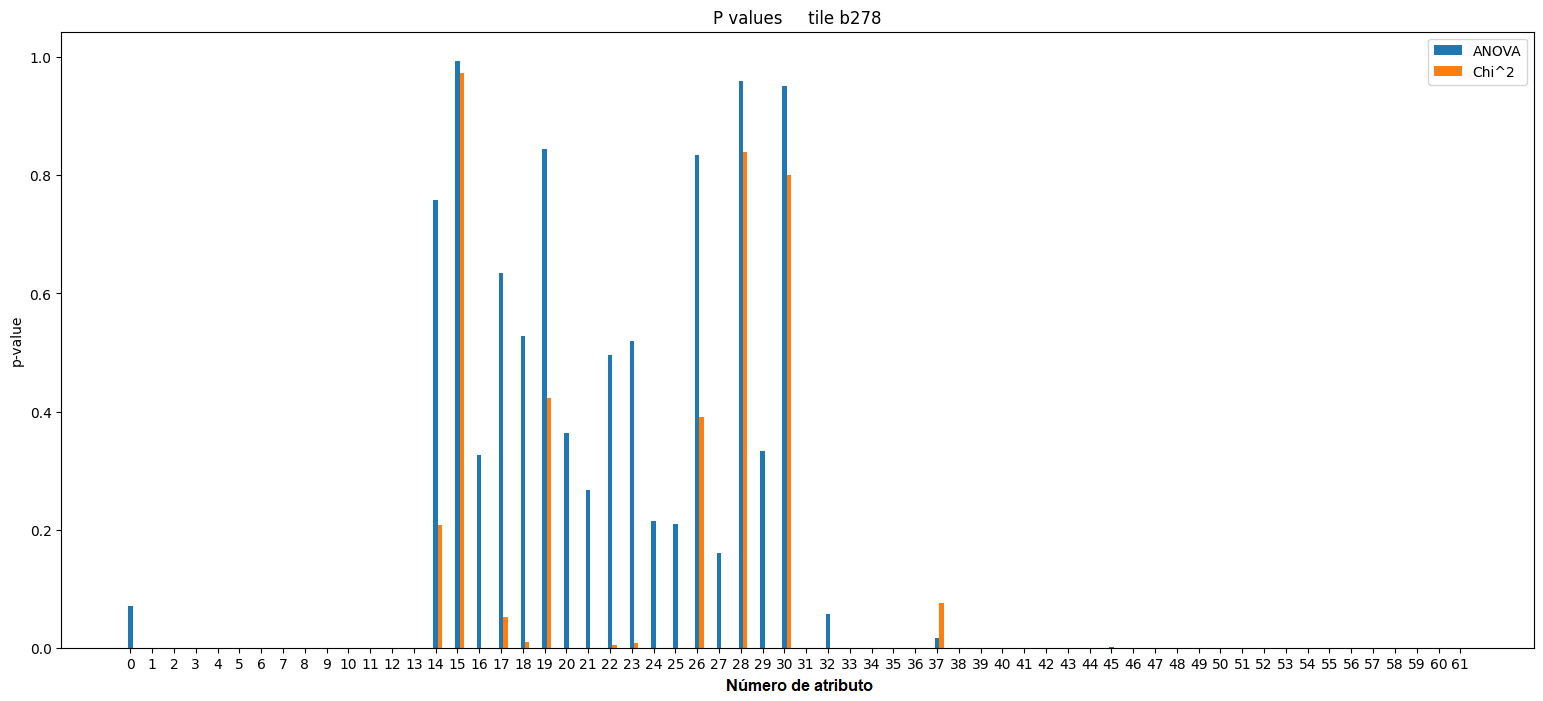 P values     tile b278
ANOVA
Chi^2
1.0
0.8
0.6
0.4
0.2
0.0
p-value
0 1 2 3 4 5 6 7 8 9 10 11 12 13 14 15 16 17 18 19 20 21 22 23 24 25 26 27 28 29 30 31 32 33 34 35 36 37 38 39 40 41 42 43 44 45 46 47 48 49 50 51 52 53 54 55 56 57 58 59 60 61
Número de atributo